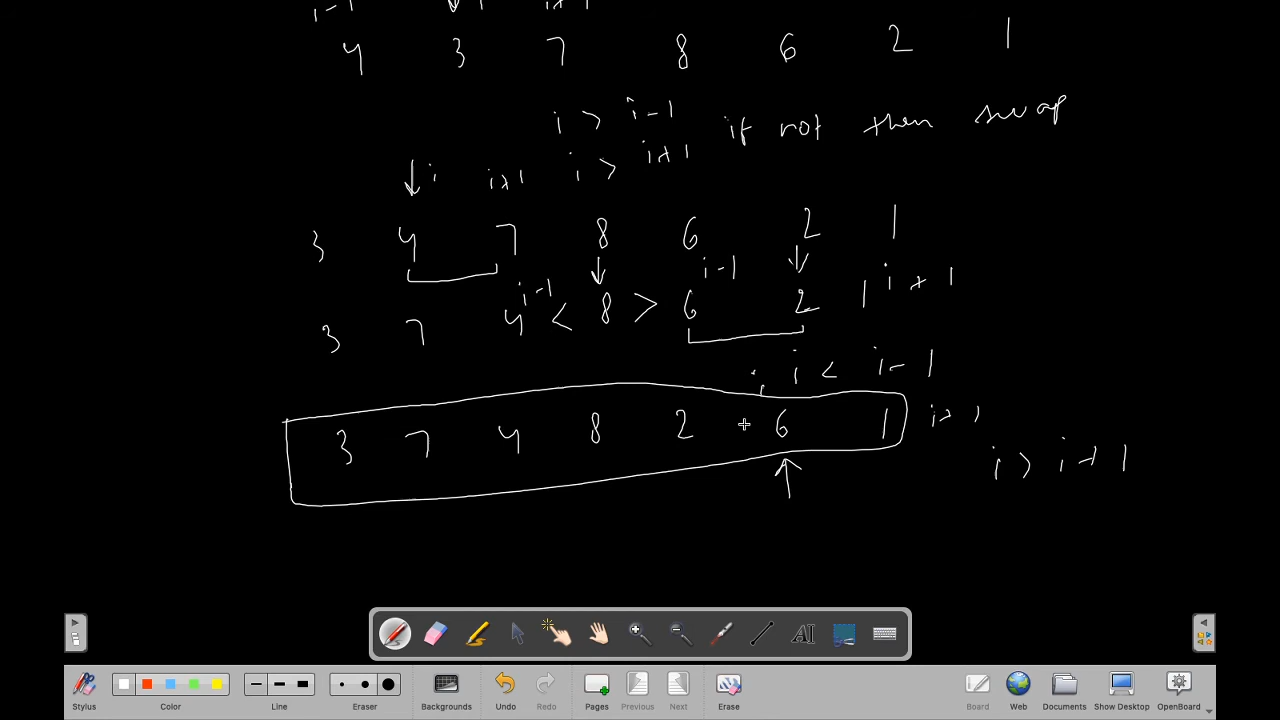 i-1 i i+1
4 3 7 8 6 2 1
i > i-1 if not then swap
i i+1 i > i+1
3 4 7 8 6 2 1
i-1 i-1 i + 1
3 7 4 < 8 > 6 2 1
i < i - 1
3 7 4 8 2 6 1
i > i + 1
Stylus Color Line Eraser Backgrounds Undo Redo Pages Previous Next Erase Board Web Documents Show Desktop OpenBoard